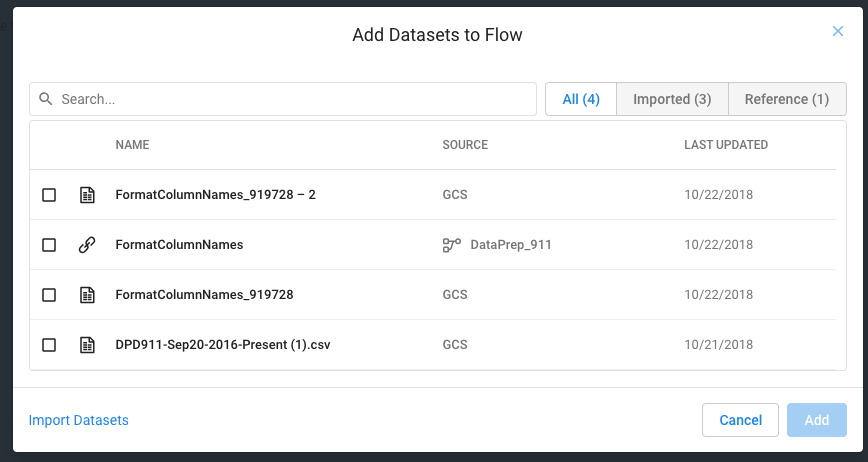 Add Datasets to Flow
Search...
All (4) Imported (3) Reference (1)
NAME SOURCE LAST UPDATED
FormatColumnNames_919728 – 2 GCS 10/22/2018
FormatColumnNames DataPrep_911 10/22/2018
FormatColumnNames_919728 GCS 10/22/2018
DPD911-Sep20-2016-Present (1).csv GCS 10/21/2018
Import Datasets Cancel Add